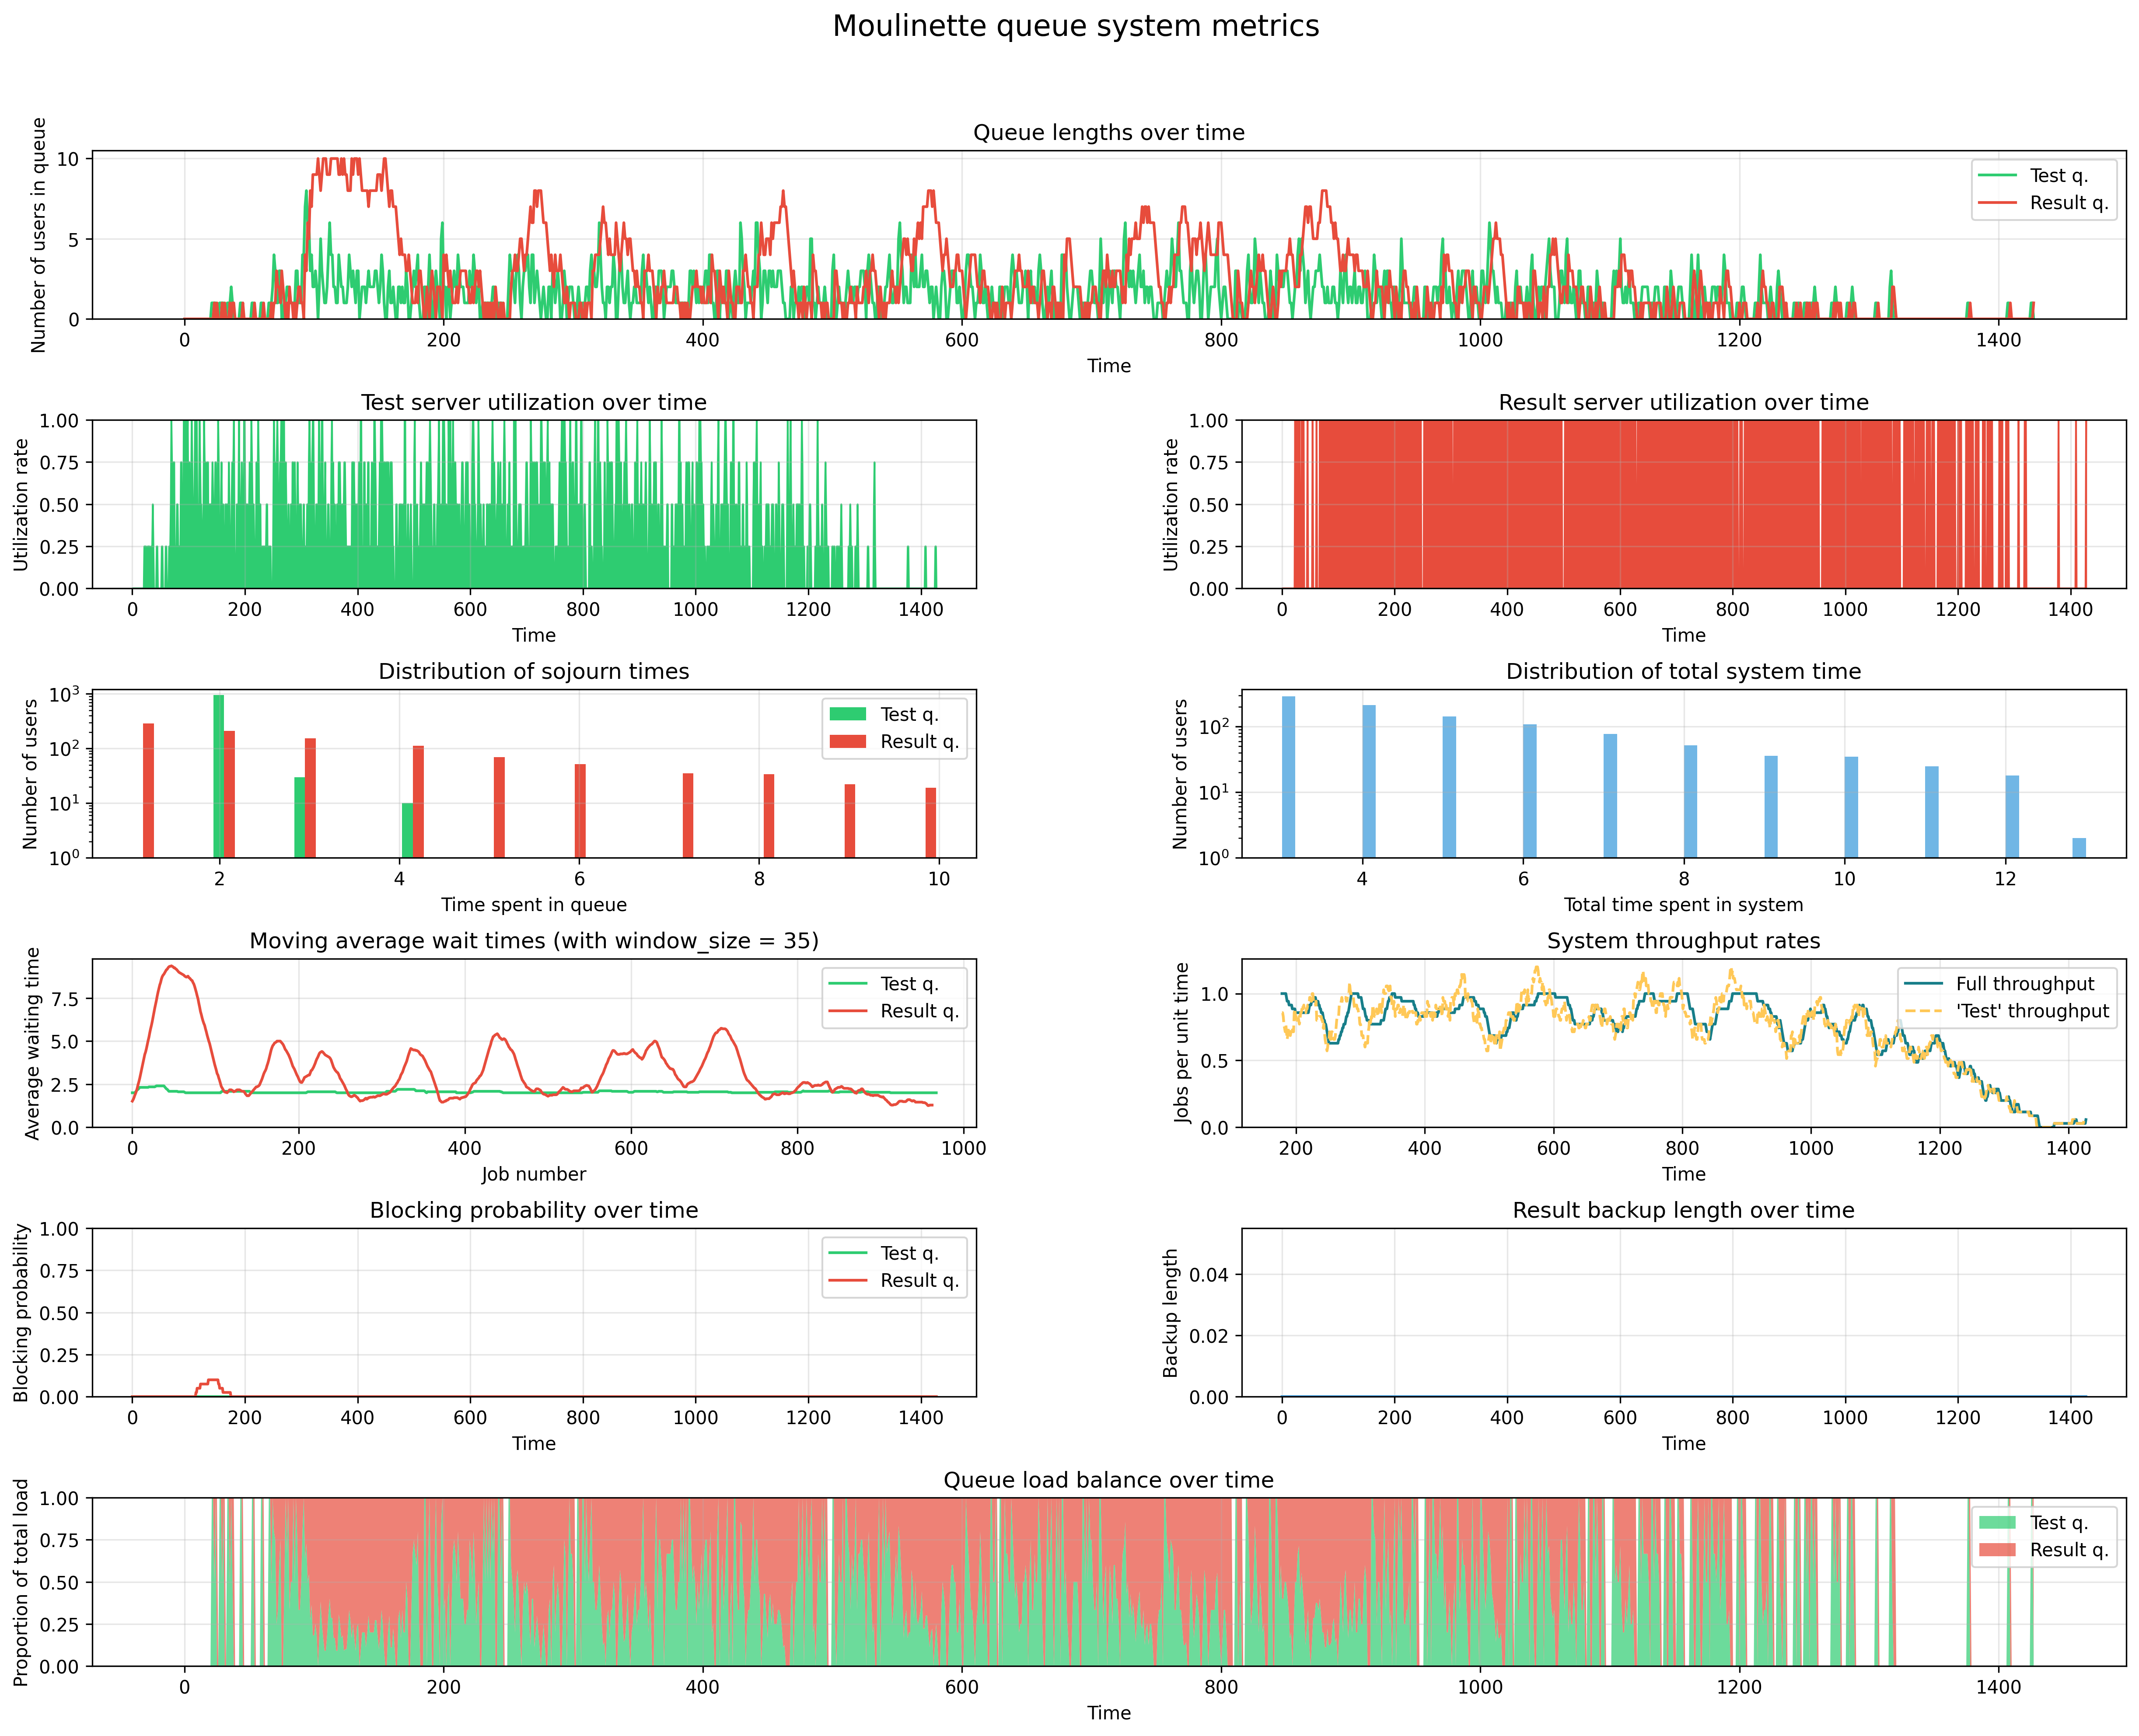 Moulinette queue system metrics
Queue lengths over time
Number of users in queue
10
5
0
Test q.
Result q.
0 200 400 600 800 1000 1200 1400
Time
Test server utilization over time
Utilization rate
1.00
0.75
0.50
0.25
0.00
0 200 400 600 800 1000 1200 1400
Time
Result server utilization over time
Utilization rate
1.00
0.75
0.50
0.25
0.00
0 200 400 600 800 1000 1200 1400
Time
Distribution of sojourn times
Number of users
10³
10²
10¹
10⁰
Test q.
Result q.
2 4 6 8 10
Time spent in queue
Distribution of total system time
Number of users
10²
10¹
10⁰
4 6 8 10 12
Total time spent in system
Moving average wait times (with window_size = 35)
Average waiting time
7.5
5.0
2.5
0.0
Test q.
Result q.
0 200 400 600 800 1000
Job number
System throughput rates
Jobs per unit time
1.0
0.5
0.0
Full throughput
'Test' throughput
200 400 600 800 1000 1200 1400
Time
Blocking probability over time
Blocking probability
1.00
0.75
0.50
0.25
0.00
Test q.
Result q.
0 200 400 600 800 1000 1200 1400
Time
Result backup length over time
Backup length
0.04
0.02
0.00
0 200 400 600 800 1000 1200 1400
Time
Queue load balance over time
Proportion of total load
1.00
0.75
0.50
0.25
0.00
Test q.
Result q.
0 200 400 600 800 1000 1200 1400
Time